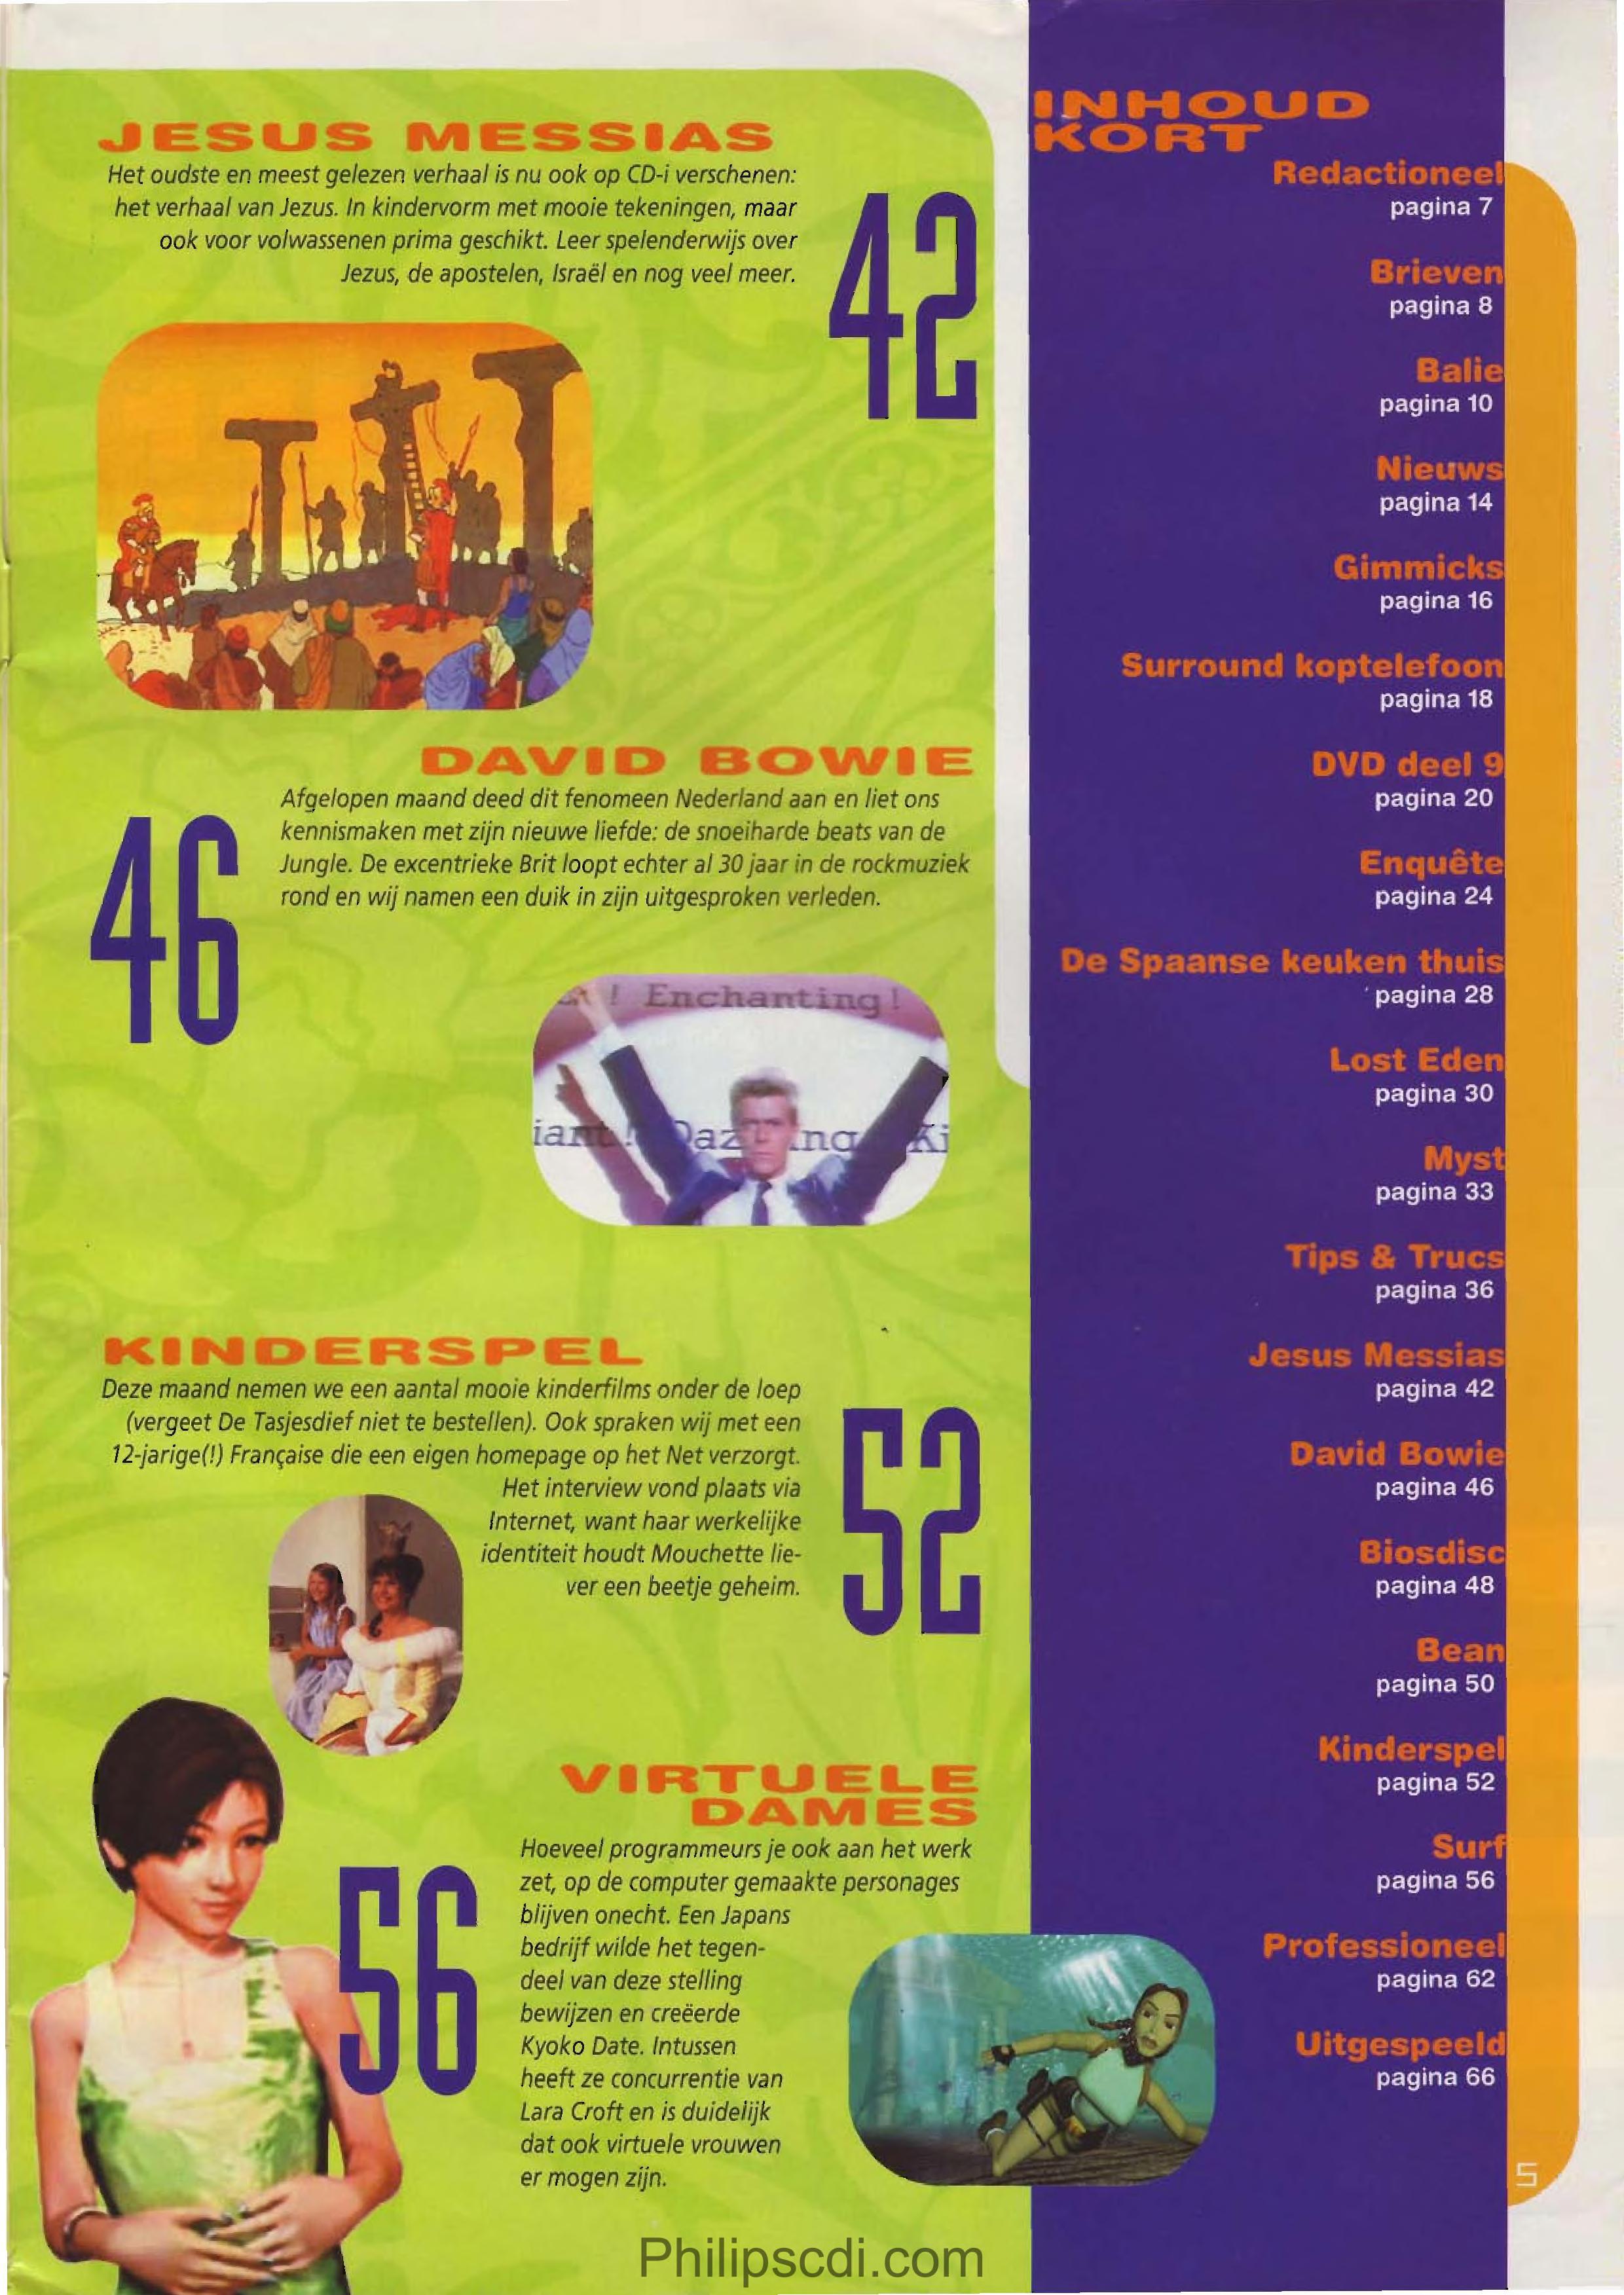 JESUS MESSIAS
Het oudste en meest gelezen verhaal is nu ook op CD-i verschenen:
het verhaal van Jezus. In kindervorm met mooie tekeningen, maar
ook voor volwassenen prima geschikt. Leer spelenderwijs over
Jezus, de apostelen, Israël en nog veel meer.
42
DAVID BOWIE
Afgelopen maand deed dit fenomeen Nederland aan en liet ons
kennismaken met zijn nieuwe liefde: de snoeiharde beats van de
Jungle. De excentrieke Brit loopt echter al 30 jaar in de rockmuziek
rond en wij namen een duik in zijn uitgesproken verleden.
46
! Enchanting !
KINDERSPEL
Deze maand nemen we een aantal mooie kinderfilms onder de loep
(vergeet De Tasjesdief niet te bestellen). Ook spraken wij met een
12-jarige(!) Française die een eigen homepage op het Net verzorgt.
Het interview vond plaats via
Internet, want haar werkelijke
identiteit houdt Mouchette lie-
ver een beetje geheim.
52
VIRTUELE
DAMES
Hoeveel programmeurs je ook aan het werk
zet, op de computer gemaakte personages
blijven onecht. Een Japans
bedrijf wilde het tegen-
deel van deze stelling
bewijzen en creëerde
Kyoko Date. Intussen
heeft ze concurrentie van
Lara Croft en is duidelijk
dat ook virtuele vrouwen
er mogen zijn.
56
INHOUD
KORT
Redactioneel
pagina 7
Brieven
pagina 8
Balie
pagina 10
Nieuws
pagina 14
Gimmicks
pagina 16
Surround koptelefoon
pagina 18
DVD deel 9
pagina 20
Enquête
pagina 24
De Spaanse keuken thuis
pagina 28
Lost Eden
pagina 30
Myst
pagina 33
Tips & Trucs
pagina 36
Jesus Messias
pagina 42
David Bowie
pagina 46
Biosdisc
pagina 48
Bean
pagina 50
Kinderspel
pagina 52
Surf
pagina 56
Professioneel
pagina 62
Uitgespeeld
pagina 66
5
Philipscdi.com